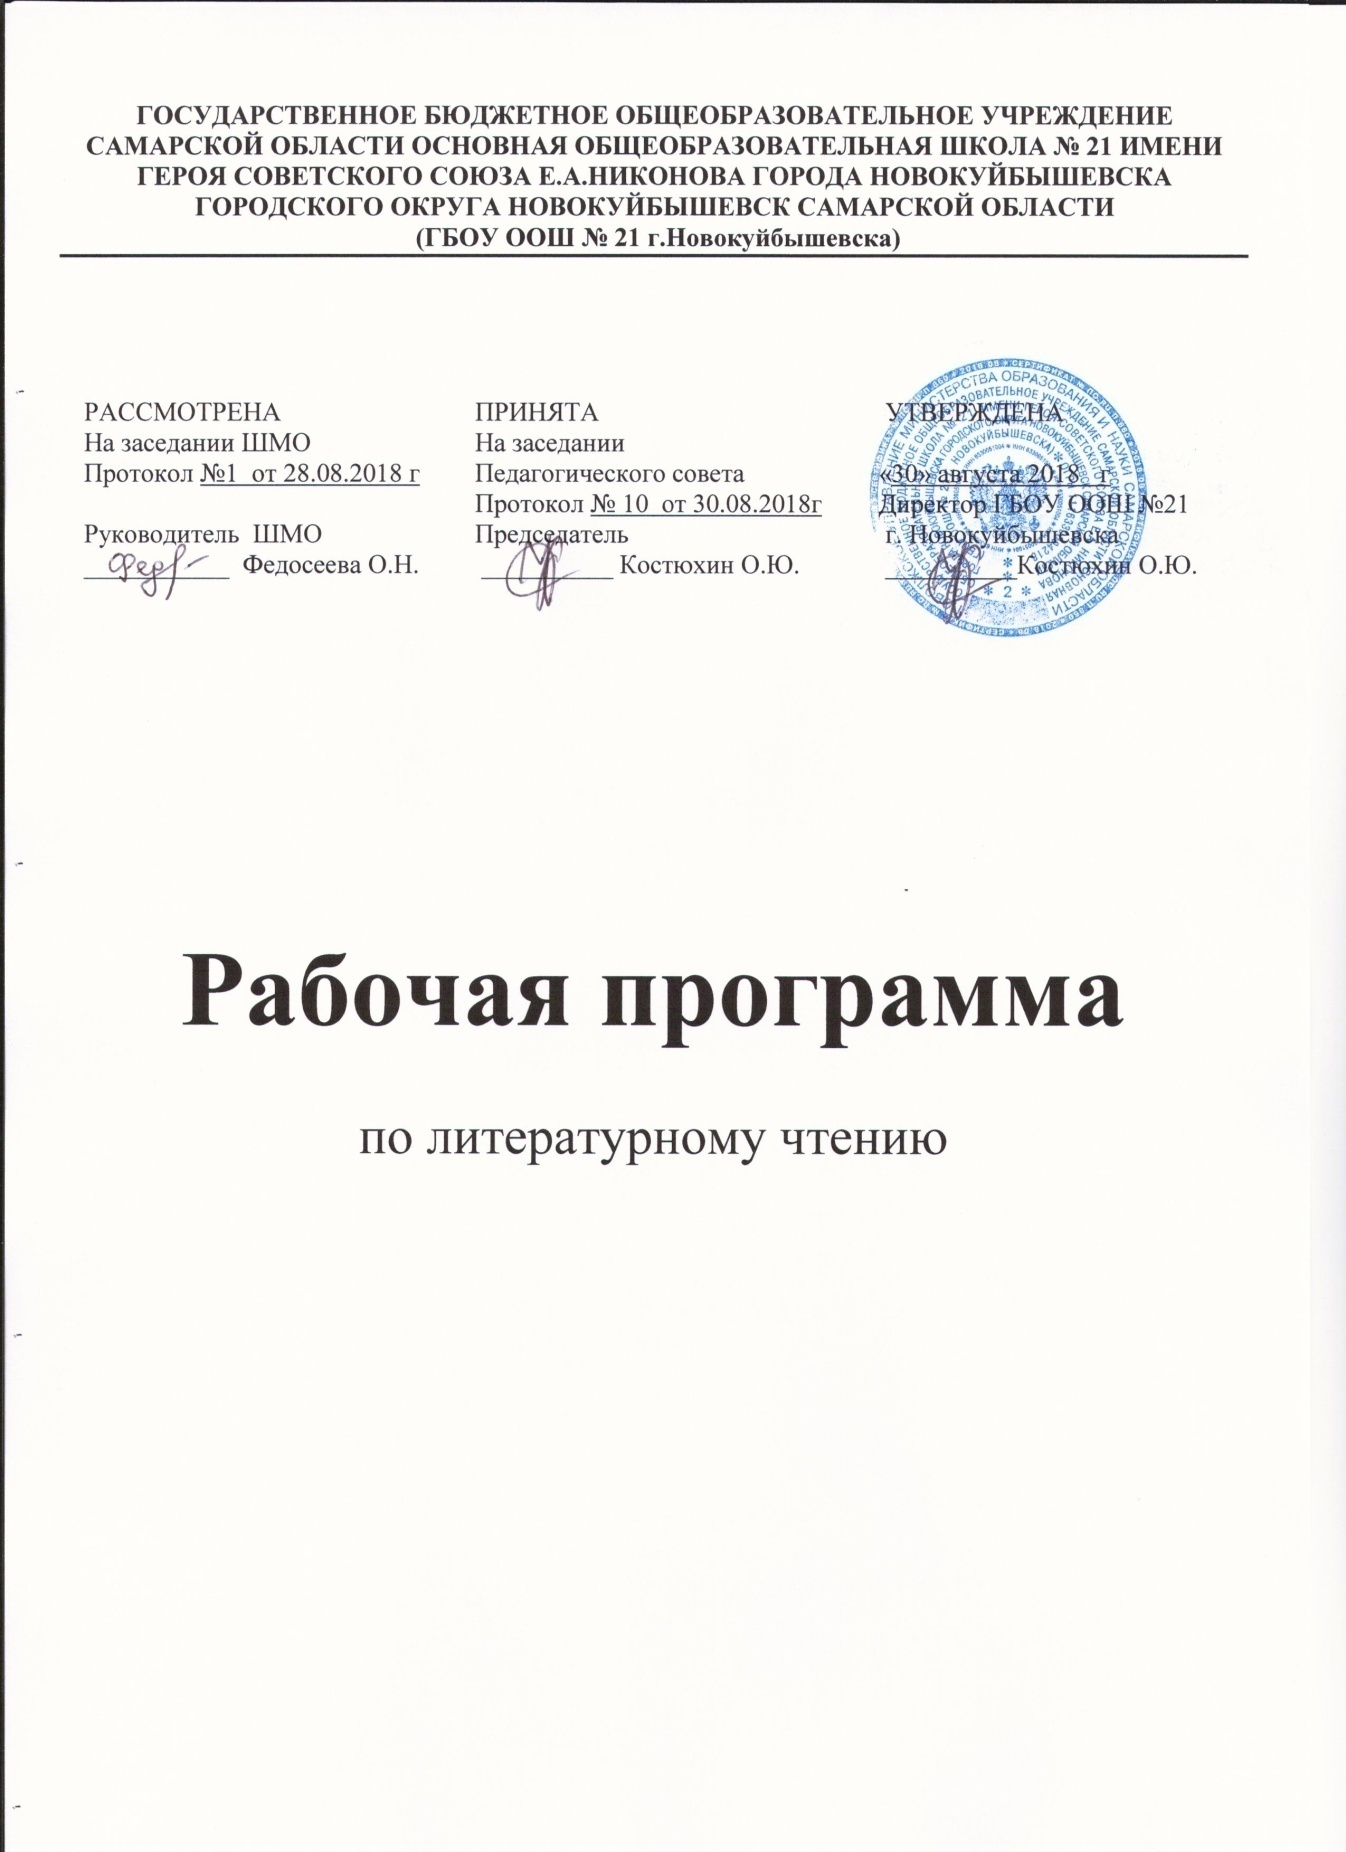 ГОСУДАРСТВЕННОЕ БЮДЖЕТНОЕ ОБЩЕОБРАЗОВАТЕЛЬНОЕ УЧРЕЖДЕНИЕ
САМАРСКОЙ ОБЛАСТИ ОСНОВНАЯ ОБЩЕОБРАЗОВАТЕЛЬНАЯ ШКОЛА № 21 ИМЕНИ
ГЕРОЯ СОВЕТСКОГО СОЮЗА Е.А.НИКОНОВА ГОРОДА НОВОКУЙБЫШЕВСКА
ГОРОДСКОГО ОКРУГА НОВОКУЙБЫШЕВСК САМАРСКОЙ ОБЛАСТИ
(ГБОУ ООШ № 21 г.Новокуйбышевска)
РАССМОТРЕНА
На заседании ШМО
Протокол №1 от 28.08.2018 г
Руководитель ШМО
Федосеева О.Н.
ПРИНЯТА
На заседании
Педагогического совета
Протокол № 10 от 30.08.2018г
Председатель
Костюхин О.Ю.
УТВЕРЖДЕНА
«30» августа 2018 г
Директор ГБОУ ООШ №21
г. Новокуйбышевска
Костюхин О.Ю.
Рабочая программа
по литературному чтению